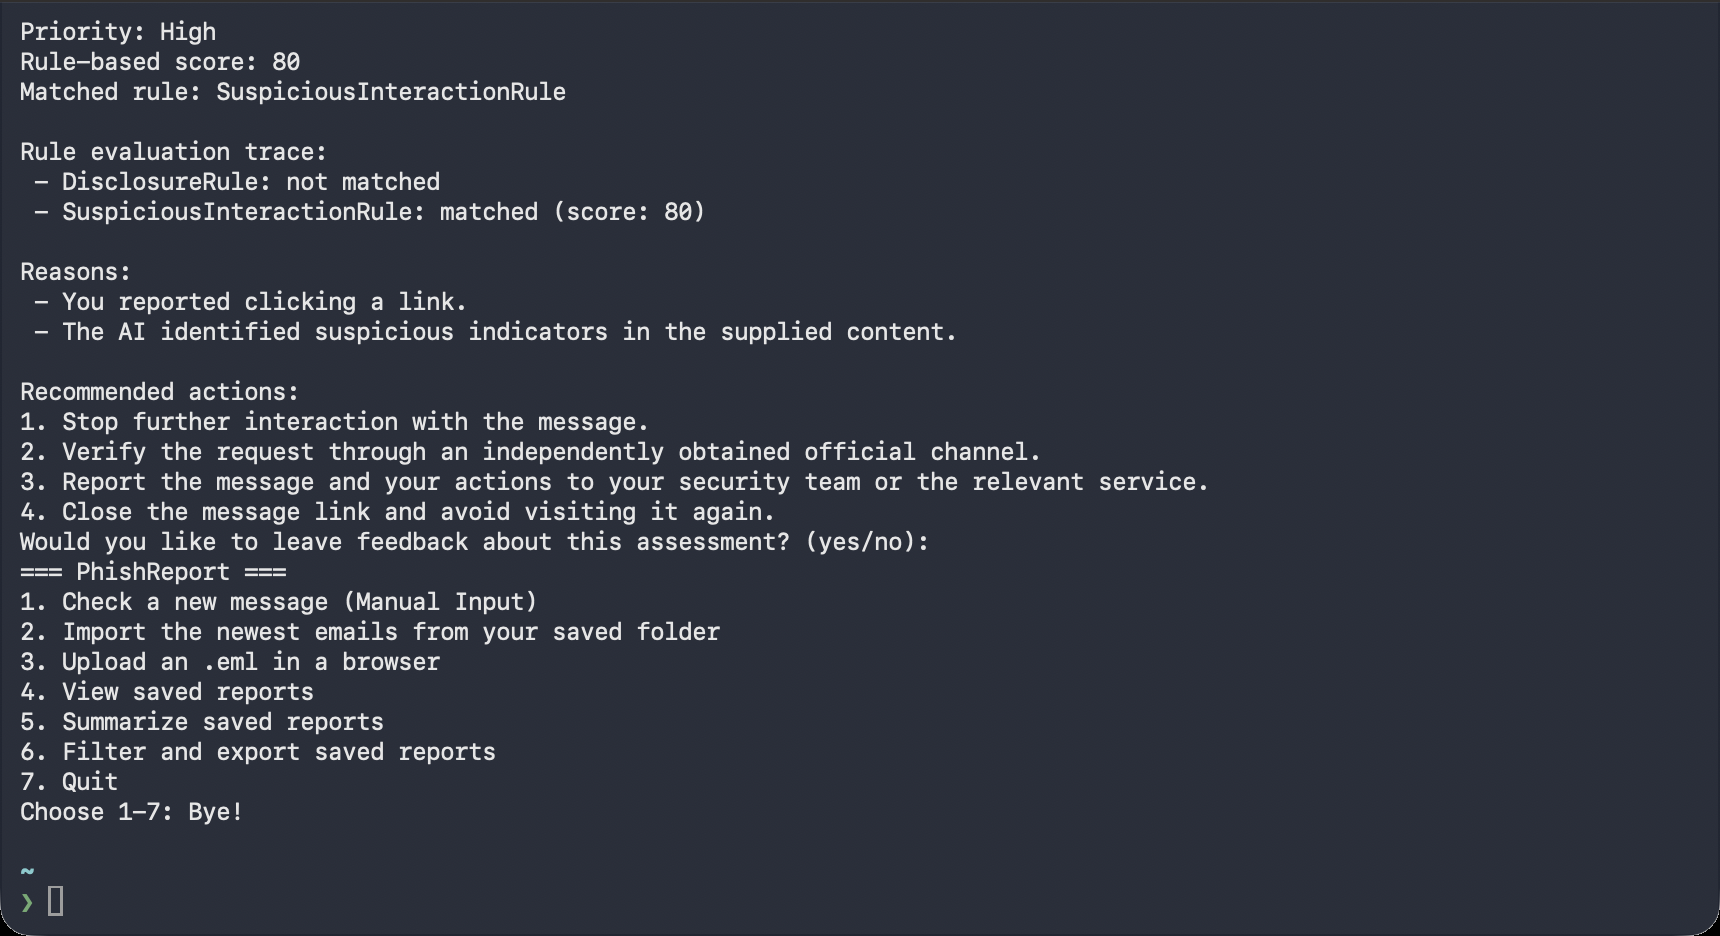 Priority: High
Rule-based score: 80
Matched rule: SuspiciousInteractionRule

Rule evaluation trace:
 - DisclosureRule: not matched
 - SuspiciousInteractionRule: matched (score: 80)

Reasons:
 - You reported clicking a link.
 - The AI identified suspicious indicators in the supplied content.

Recommended actions:
1. Stop further interaction with the message.
2. Verify the request through an independently obtained official channel.
3. Report the message and your actions to your security team or the relevant service.
4. Close the message link and avoid visiting it again.
Would you like to leave feedback about this assessment? (yes/no):
=== PhishReport ===
1. Check a new message (Manual Input)
2. Import the newest emails from your saved folder
3. Upload an .eml in a browser
4. View saved reports
5. Summarize saved reports
6. Filter and export saved reports
7. Quit
Choose 1-7: Bye!

~
❯